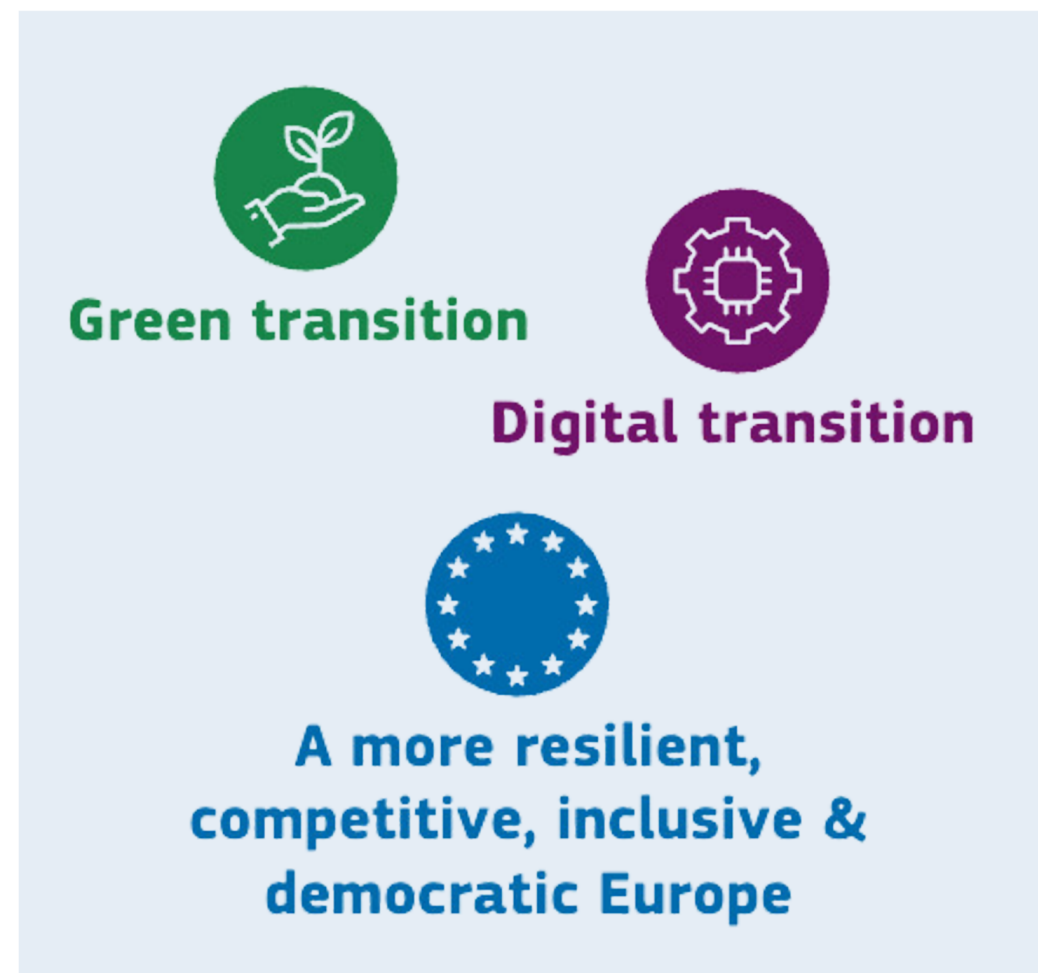 Green transition
Digital transition
A more resilient,
competitive, inclusive &
democratic Europe